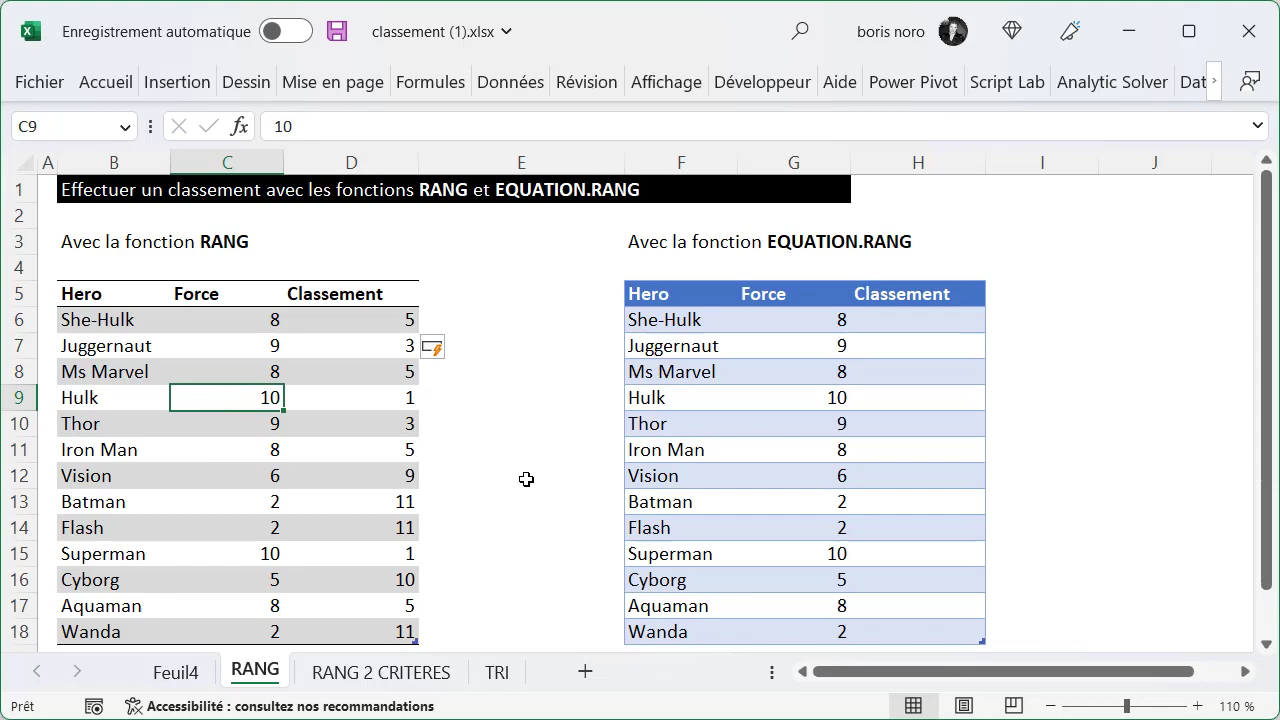 Enregistrement automatique classement (1).xlsx boris noro
Fichier Accueil Insertion Dessin Mise en page Formules Données Révision Affichage Développeur Aide Power Pivot Script Lab Analytic Solver Dat
C9 fx 10
A B C D E F G H I J
1 Effectuer un classement avec les fonctions RANG et EQUATION.RANG
2
3 Avec la fonction RANG Avec la fonction EQUATION.RANG
4
5 Hero Force Classement Hero Force Classement
6 She-Hulk 8 5 She-Hulk 8
7 Juggernaut 9 3 Juggernaut 9
8 Ms Marvel 8 5 Ms Marvel 8
9 Hulk 10 1 Hulk 10
10 Thor 9 3 Thor 9
11 Iron Man 8 5 Iron Man 8
12 Vision 6 9 Vision 6
13 Batman 2 11 Batman 2
14 Flash 2 11 Flash 2
15 Superman 10 1 Superman 10
16 Cyborg 5 10 Cyborg 5
17 Aquaman 8 5 Aquaman 8
18 Wanda 2 11 Wanda 2
Feuil4 RANG RANG 2 CRITERES TRI
Prêt Accessibilité : consultez nos recommandations 110 %